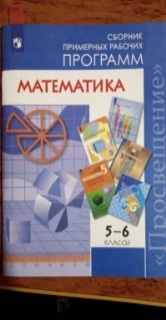 СБОРНИК
ПРИМЕРНЫХ РАБОЧИХ
ПРОГРАММ
МАТЕМАТИКА
5–6
КЛАССЫ
«Просвещение»